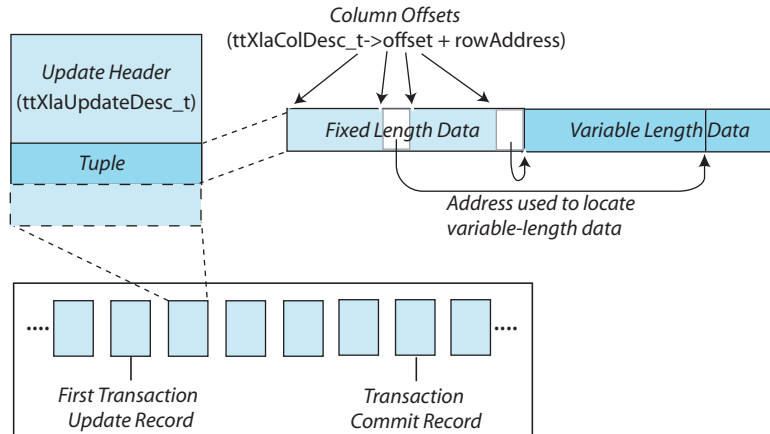 Column Offsets
(ttXlaColDesc_t->offset + rowAddress)
Update Header
(ttXlaUpdateDesc_t)
Tuple
Fixed Length Data
Variable Length Data
Address used to locate
variable-length data
....
....
First Transaction
Update Record
Transaction
Commit Record